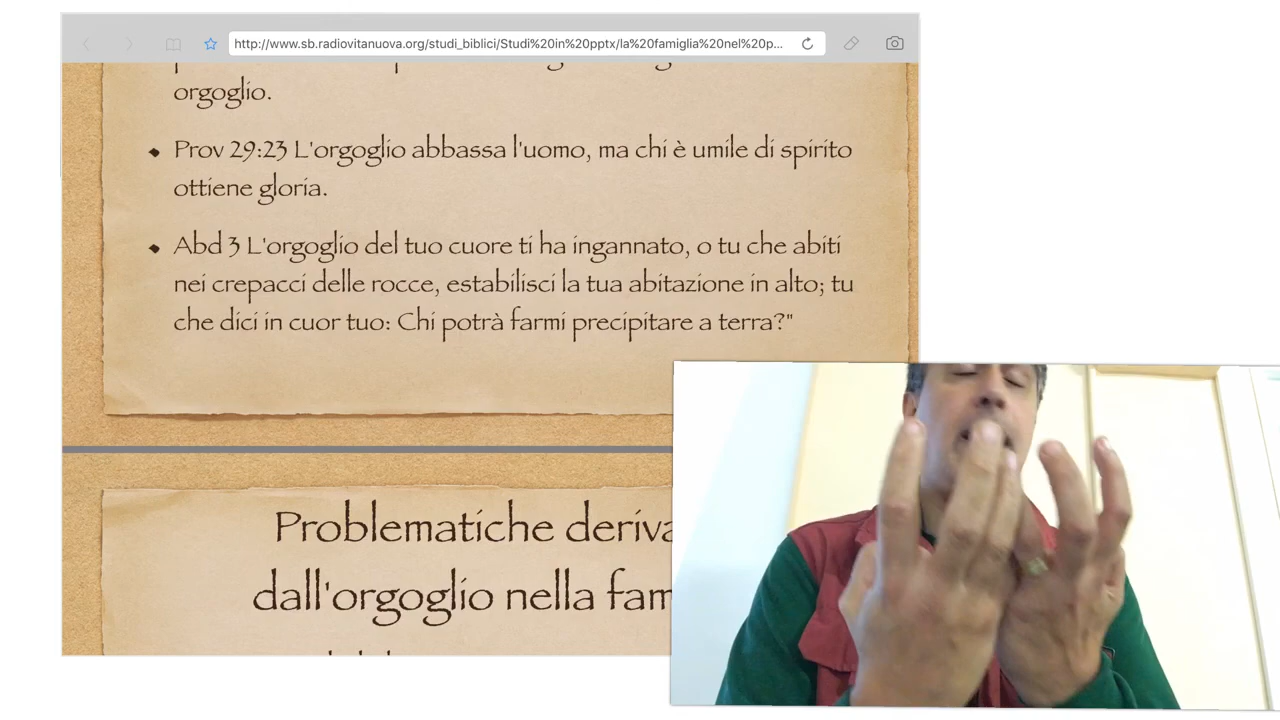 http://www.sb.radiovitanuova.org/studi_biblici/Studi%20in%20pptx/la%20famiglia%20nel%20p...
orgoglio.
Prov 29:23 L'orgoglio abbassa l'uomo, ma chi è umile di spirito
ottiene gloria.
Abd 3 L'orgoglio del tuo cuore ti ha ingannato, o tu che abiti
nei crepacci delle rocce, estabilisci la tua abitazione in alto; tu
che dici in cuor tuo: Chi potrà farmi precipitare a terra?"
Problematiche deriva
dall'orgoglio nella fam